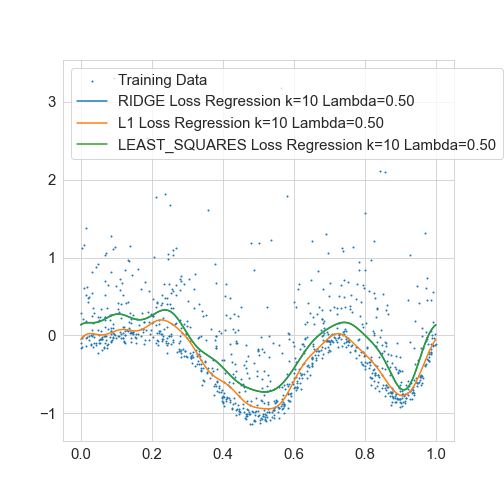 Training Data
RIDGE Loss Regression k=10 Lambda=0.50
L1 Loss Regression k=10 Lambda=0.50
LEAST_SQUARES Loss Regression k=10 Lambda=0.50
3
2
1
0
−1
0.0 0.2 0.4 0.6 0.8 1.0